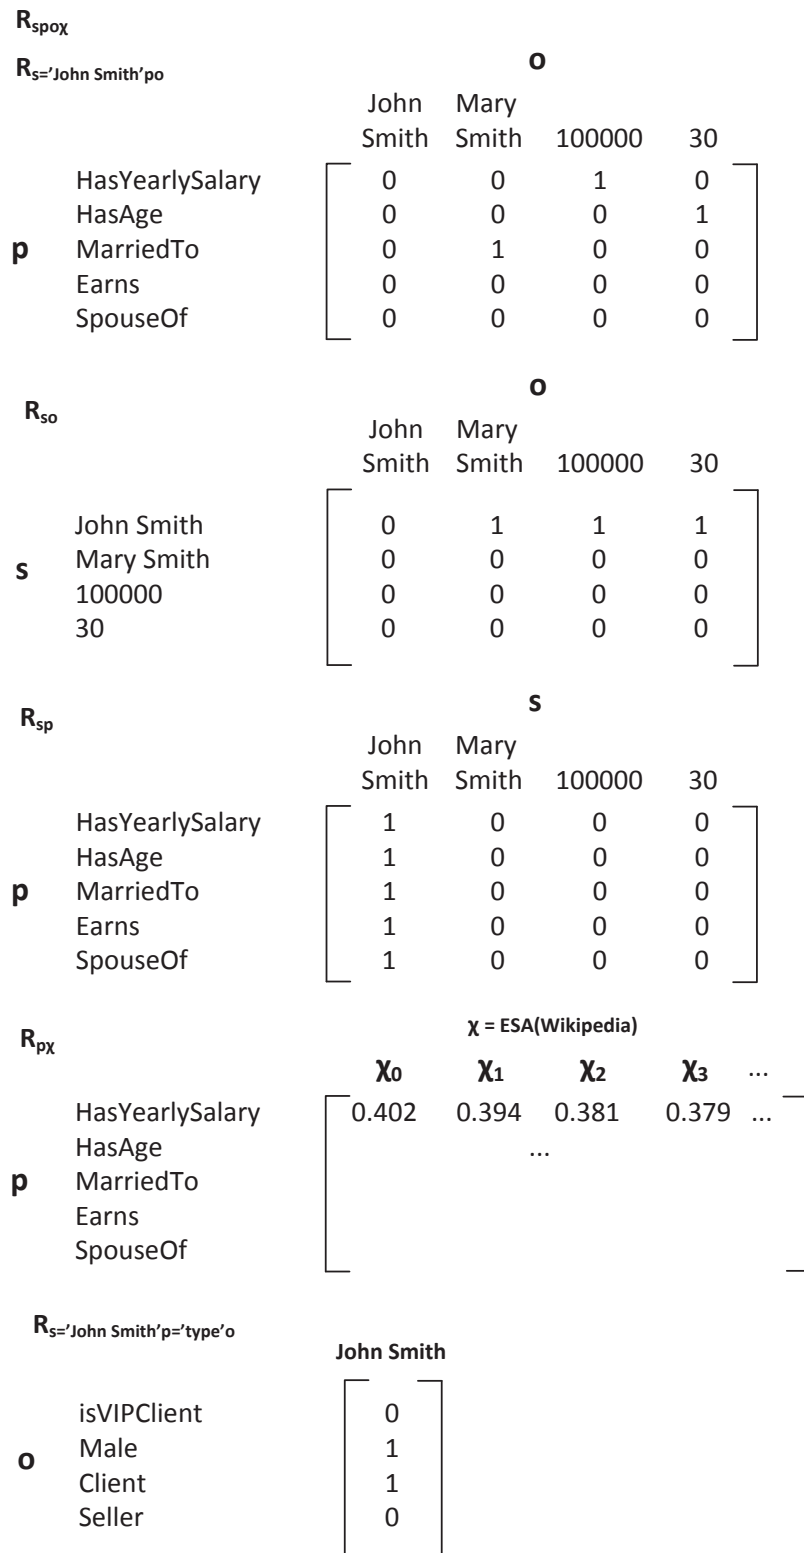 Rspoχ
Rs='John Smith'po
o
John Mary
Smith Smith 100000 30
HasYearlySalary 0 0 1 0
HasAge 0 0 0 1
p MarriedTo 0 1 0 0
Earns 0 0 0 0
SpouseOf 0 0 0 0
o
Rso
John Mary
Smith Smith 100000 30
John Smith 0 1 1 1
Mary Smith 0 0 0 0
s
100000 0 0 0 0
30 0 0 0 0
s
Rsp
John Mary
Smith Smith 100000 30
HasYearlySalary 1 0 0 0
HasAge 1 0 0 0
p MarriedTo 1 0 0 0
Earns 1 0 0 0
SpouseOf 1 0 0 0
χ = ESA(Wikipedia)
Rpχ
χ0 χ1 χ2 χ3 ...
HasYearlySalary 0.402 0.394 0.381 0.379 ...
HasAge ...
p MarriedTo
Earns
SpouseOf
Rs='John Smith'p='type'o
John Smith
isVIPClient 0
Male 1
o
Client 1
Seller 0